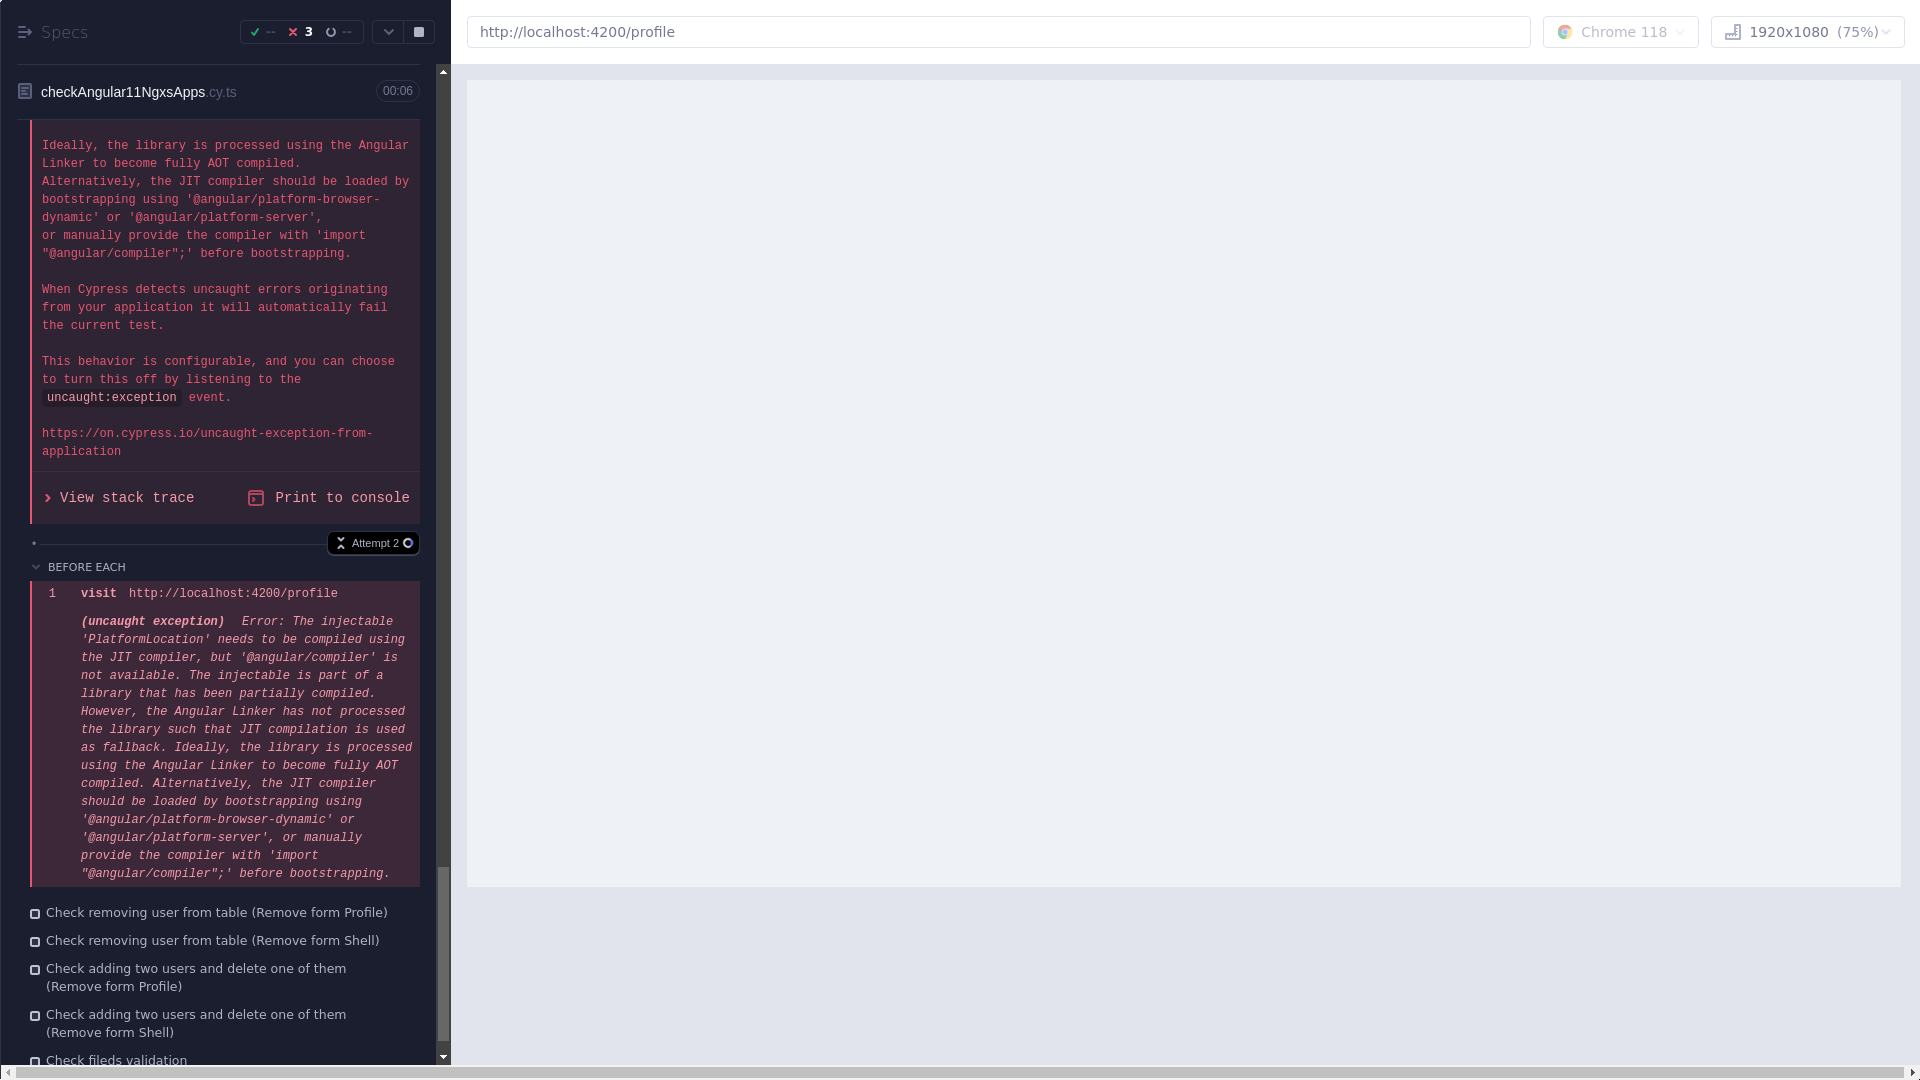 Specs
--
3
--
http://localhost:4200/profile
Chrome 118
1920x1080 (75%)
checkAngular11NgxsApps.cy.ts
00:06
Ideally, the library is processed using the Angular
Linker to become fully AOT compiled.
Alternatively, the JIT compiler should be loaded by
bootstrapping using '@angular/platform-browser-
dynamic' or '@angular/platform-server',
or manually provide the compiler with 'import
"@angular/compiler";' before bootstrapping.
When Cypress detects uncaught errors originating
from your application it will automatically fail
the current test.
This behavior is configurable, and you can choose
to turn this off by listening to the
uncaught:exception event.
https://on.cypress.io/uncaught-exception-from-
application
View stack trace
Print to console
Attempt 2
BEFORE EACH
1 visit http://localhost:4200/profile
(uncaught exception) Error: The injectable
'PlatformLocation' needs to be compiled using
the JIT compiler, but '@angular/compiler' is
not available. The injectable is part of a
library that has been partially compiled.
However, the Angular Linker has not processed
the library such that JIT compilation is used
as fallback. Ideally, the library is processed
using the Angular Linker to become fully AOT
compiled. Alternatively, the JIT compiler
should be loaded by bootstrapping using
'@angular/platform-browser-dynamic' or
'@angular/platform-server', or manually
provide the compiler with 'import
"@angular/compiler";' before bootstrapping.
Check removing user from table (Remove form Profile)
Check removing user from table (Remove form Shell)
Check adding two users and delete one of them
(Remove form Profile)
Check adding two users and delete one of them
(Remove form Shell)
Check fileds validation